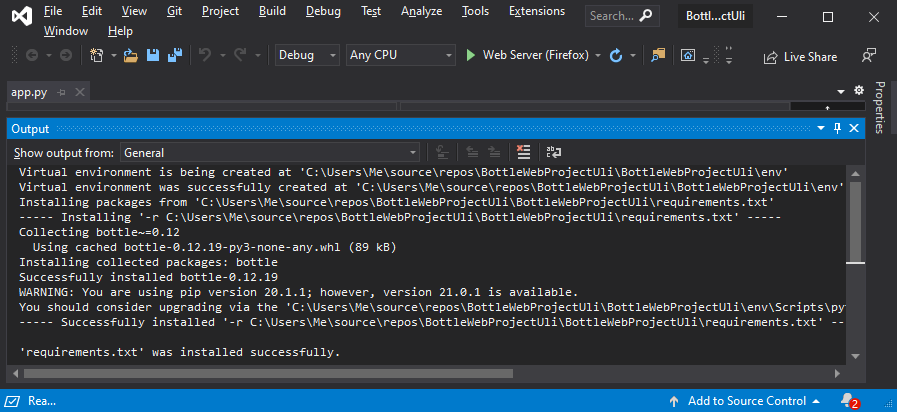 File Edit View Git Project Build Debug Test Analyze Tools Extensions Search... Bottl...ctUli
Window Help
Debug Any CPU Web Server (Firefox) Live Share
app.py
Properties
Output
Show output from: General
Virtual environment is being created at 'C:\Users\Me\source\repos\BottleWebProjectUli\BottleWebProjectUli\env'
Virtual environment was successfully created at 'C:\Users\Me\source\repos\BottleWebProjectUli\BottleWebProjectUli\env'
Installing packages from 'C:\Users\Me\source\repos\BottleWebProjectUli\BottleWebProjectUli\requirements.txt'
----- Installing '-r C:\Users\Me\source\repos\BottleWebProjectUli\BottleWebProjectUli\requirements.txt' -----
Collecting bottle~=0.12
Using cached bottle-0.12.19-py3-none-any.whl (89 kB)
Installing collected packages: bottle
Successfully installed bottle-0.12.19
WARNING: You are using pip version 20.1.1; however, version 21.0.1 is available.
You should consider upgrading via the 'C:\Users\Me\source\repos\BottleWebProjectUli\BottleWebProjectUli\env\Scripts\py
----- Successfully installed '-r C:\Users\Me\source\repos\BottleWebProjectUli\BottleWebProjectUli\requirements.txt' --
'requirements.txt' was installed successfully.
Rea... Add to Source Control 2